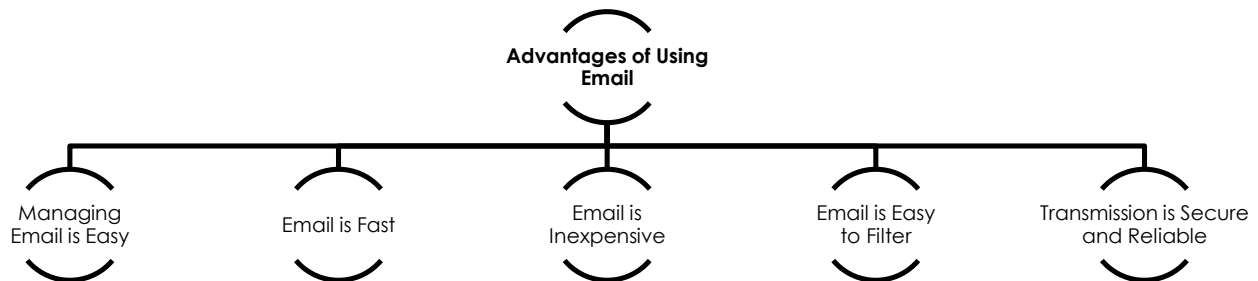 Advantages of Using
Email
Managing
Email is Easy
Email is Fast
Email is
Inexpensive
Email is Easy
to Filter
Transmission is Secure
and Reliable